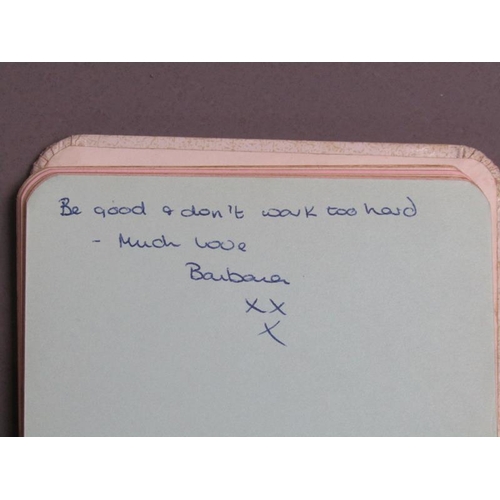 Be good & don't work too hard
- Much Love
Barbara
XX
X